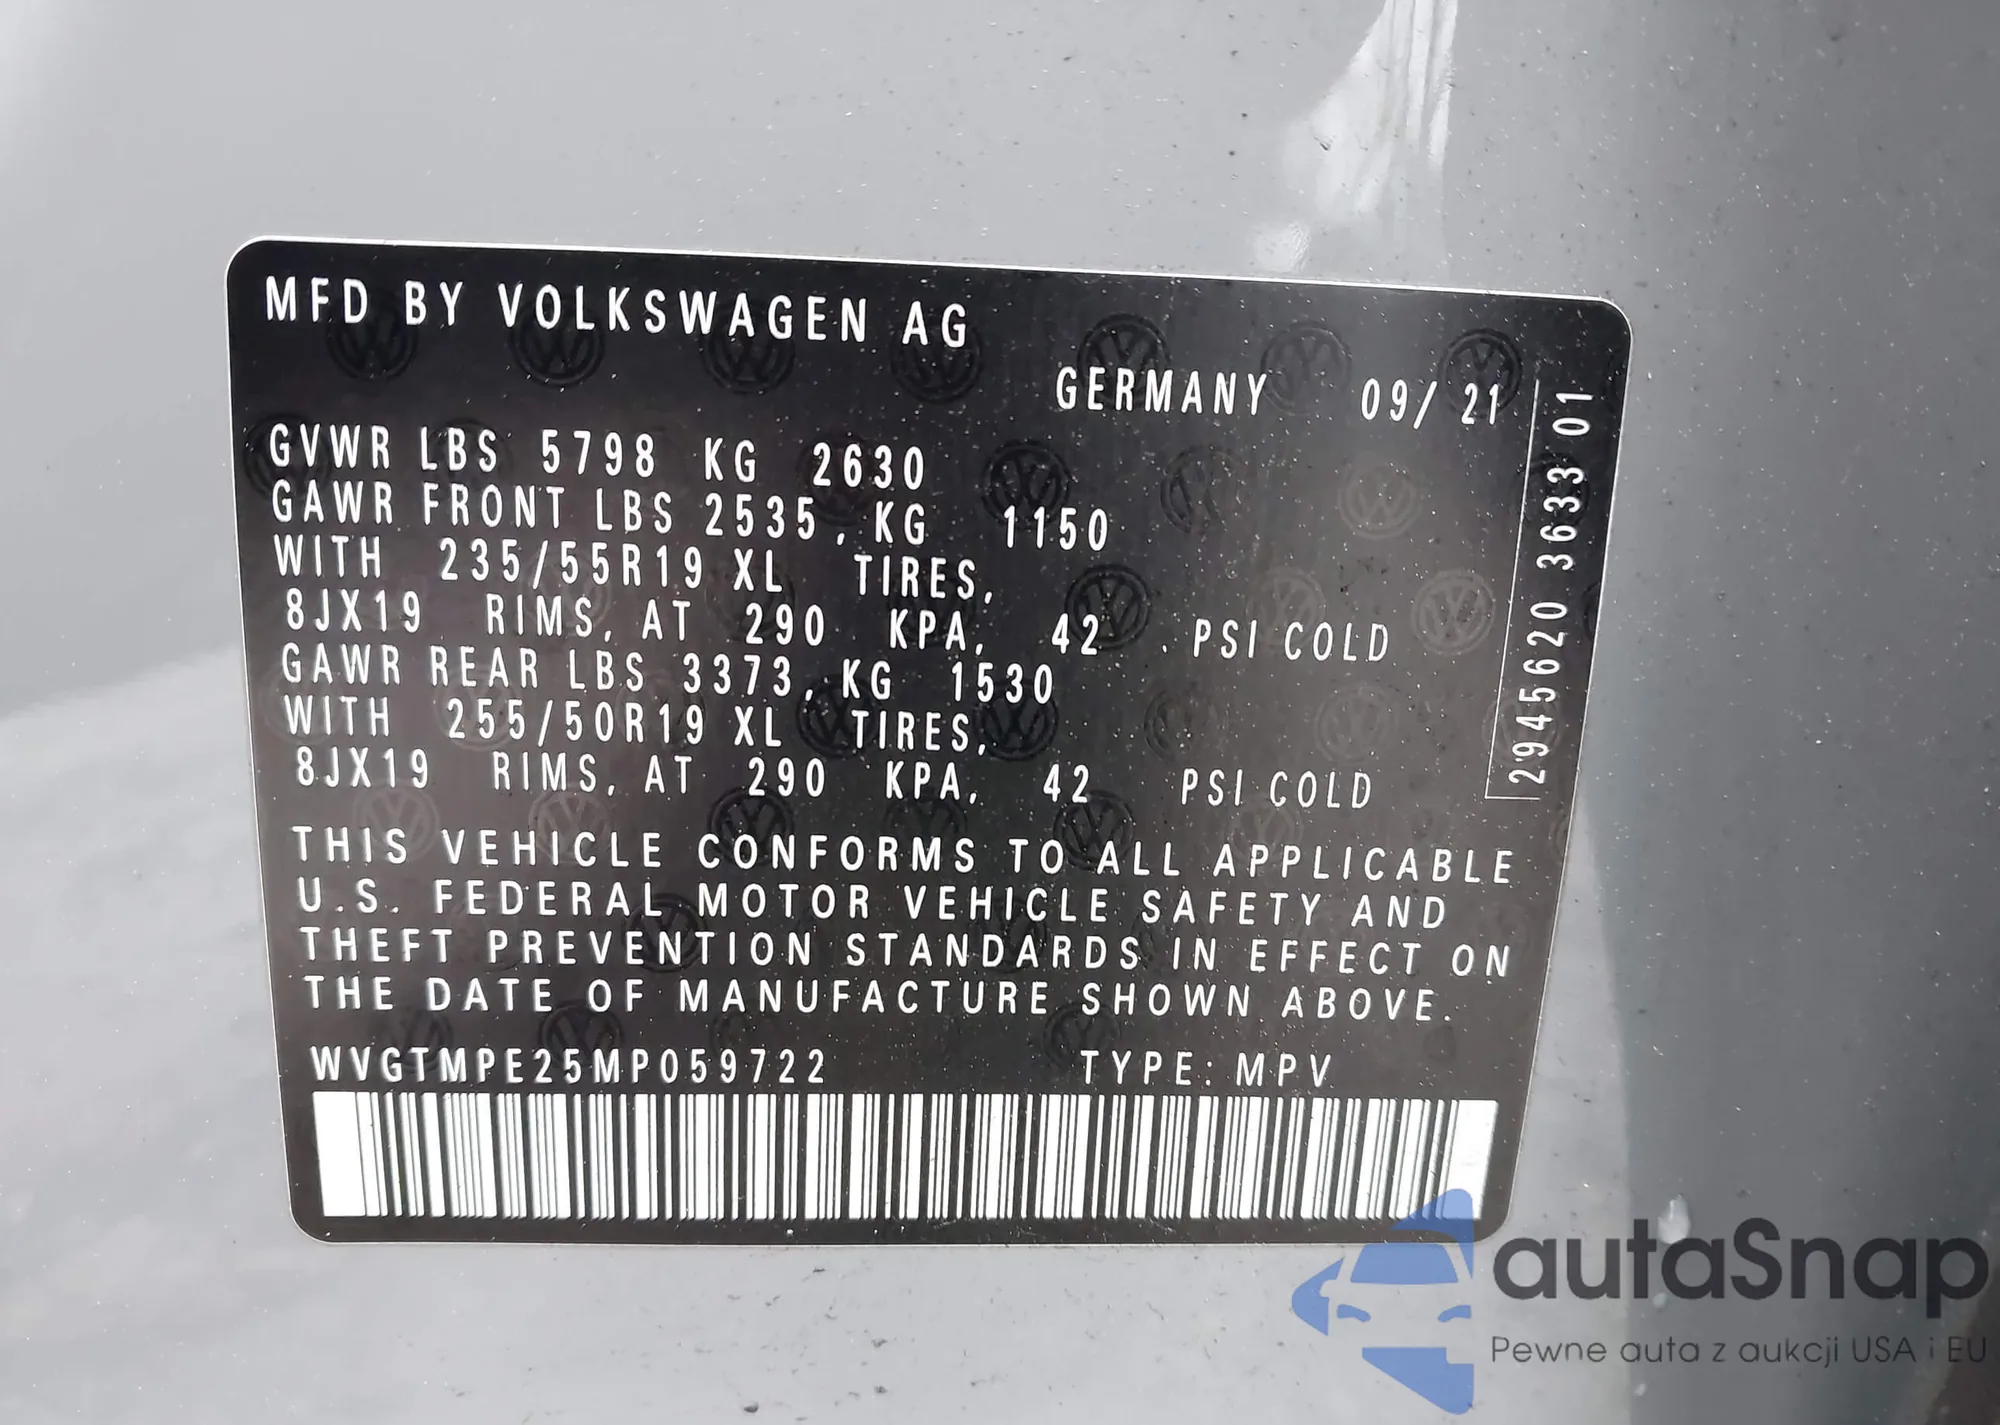 MFD BY VOLKSWAGEN AG
GERMANY 09/ 21
GVWR LBS 5798 KG 2630
GAWR FRONT LBS 2535, KG 1150
WITH 235/55R19 XL TIRES,
8JX19 RIMS, AT 290 KPA, 42 PSI COLD
GAWR REAR LBS 3373, KG 1530
WITH 255/50R19 XL TIRES,
8JX19 RIMS, AT 290 KPA, 42 PSI COLD
THIS VEHICLE CONFORMS TO ALL APPLICABLE
U.S. FEDERAL MOTOR VEHICLE SAFETY AND
THEFT PREVENTION STANDARDS IN EFFECT ON
THE DATE OF MANUFACTURE SHOWN ABOVE.
WVGTMPE25MP059722 TYPE: MPV
2945620 3633 01
autaSnap
Pewne auta z aukcji USA i EU